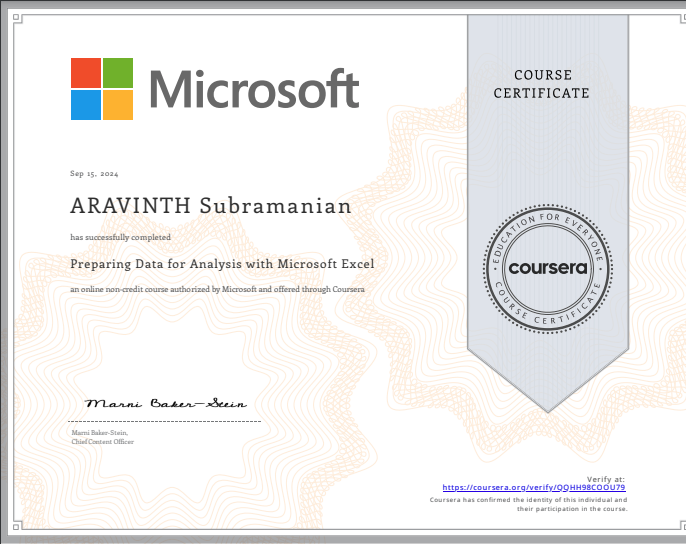 Microsoft
COURSE
CERTIFICATE
Sep 15, 2024
ARAVINTH Subramanian
has successfully completed
Preparing Data for Analysis with Microsoft Excel
an online non-credit course authorized by Microsoft and offered through Coursera
EDUCATION FOR EVERYONE
coursera
COURSE CERTIFICATE
Marni Baker-Stein
Marni Baker-Stein,
Chief Content Officer
Verify at:
https://coursera.org/verify/QQHH98COOU79
Coursera has confirmed the identity of this individual and
their participation in the course.